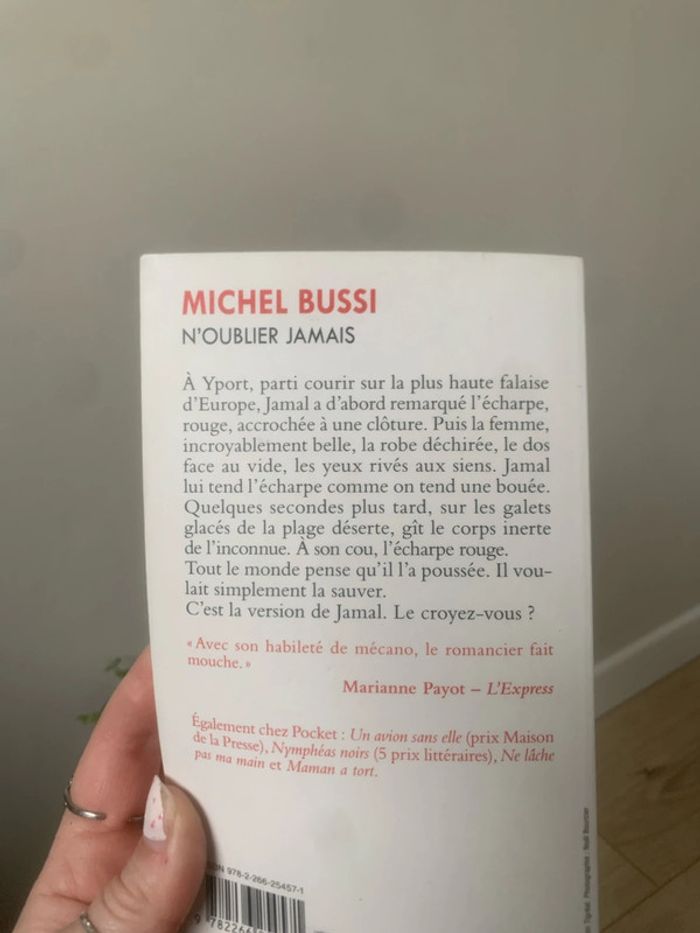 MICHEL BUSSI
N'OUBLIER JAMAIS
À Yport, parti courir sur la plus haute falaise
d'Europe, Jamal a d'abord remarqué l'écharpe,
rouge, accrochée à une clôture. Puis la femme,
incroyablement belle, la robe déchirée, le dos
face au vide, les yeux rivés aux siens. Jamal
lui tend l'écharpe comme on tend une bouée.
Quelques secondes plus tard, sur les galets
glacés de la plage déserte, gît le corps inerte
de l'inconnue. À son cou, l'écharpe rouge.
Tout le monde pense qu'il l'a poussée. Il vou-
lait simplement la sauver.
C'est la version de Jamal. Le croyez-vous ?
« Avec son habileté de mécano, le romancier fait
mouche. »
Marianne Payot – L'Express
Également chez Pocket : Un avion sans elle (prix Maison
de la Presse), Nymphéas noirs (5 prix littéraires), Ne lâche
pas ma main et Maman a tort.
978-2-266-25457-1
9 78226
Photographie :